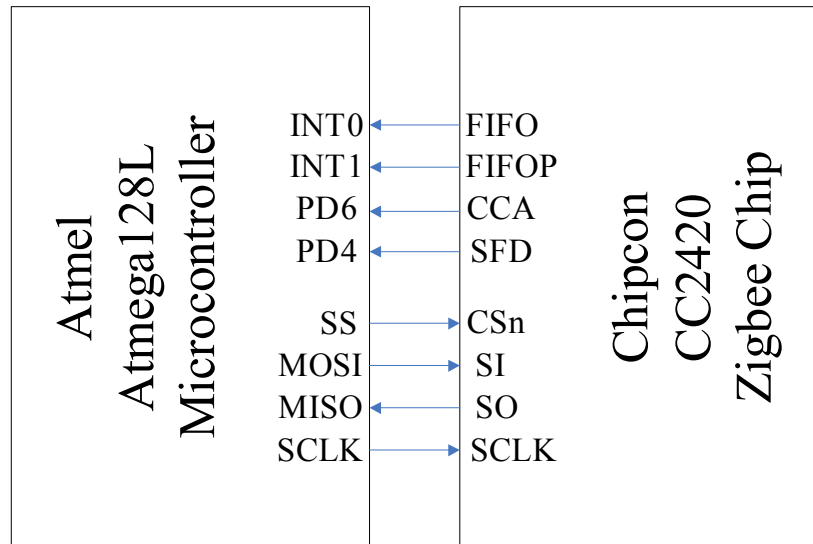 Atmel
Atmega128L
Microcontroller
INT0
INT1
PD6
PD4
SS
MOSI
MISO
SCLK
FIFO
FIFOP
CCA
SFD
CSn
SI
SO
SCLK
Chipcon
CC2420
Zigbee Chip